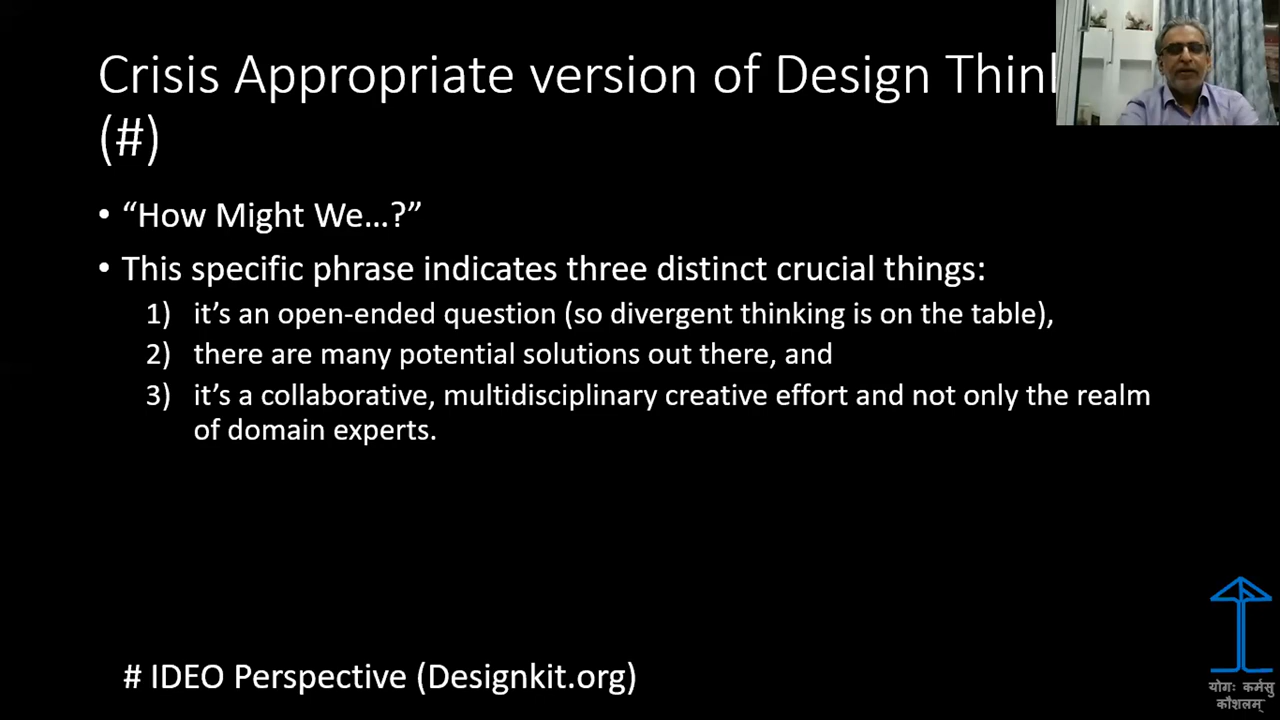 Crisis Appropriate version of Design Think
(#)
• “How Might We…?”
• This specific phrase indicates three distinct crucial things:
1) it’s an open-ended question (so divergent thinking is on the table),
2) there are many potential solutions out there, and
3) it’s a collaborative, multidisciplinary creative effort and not only the realm
of domain experts.
# IDEO Perspective (Designkit.org)
योगः कर्मसु
कौशलम्